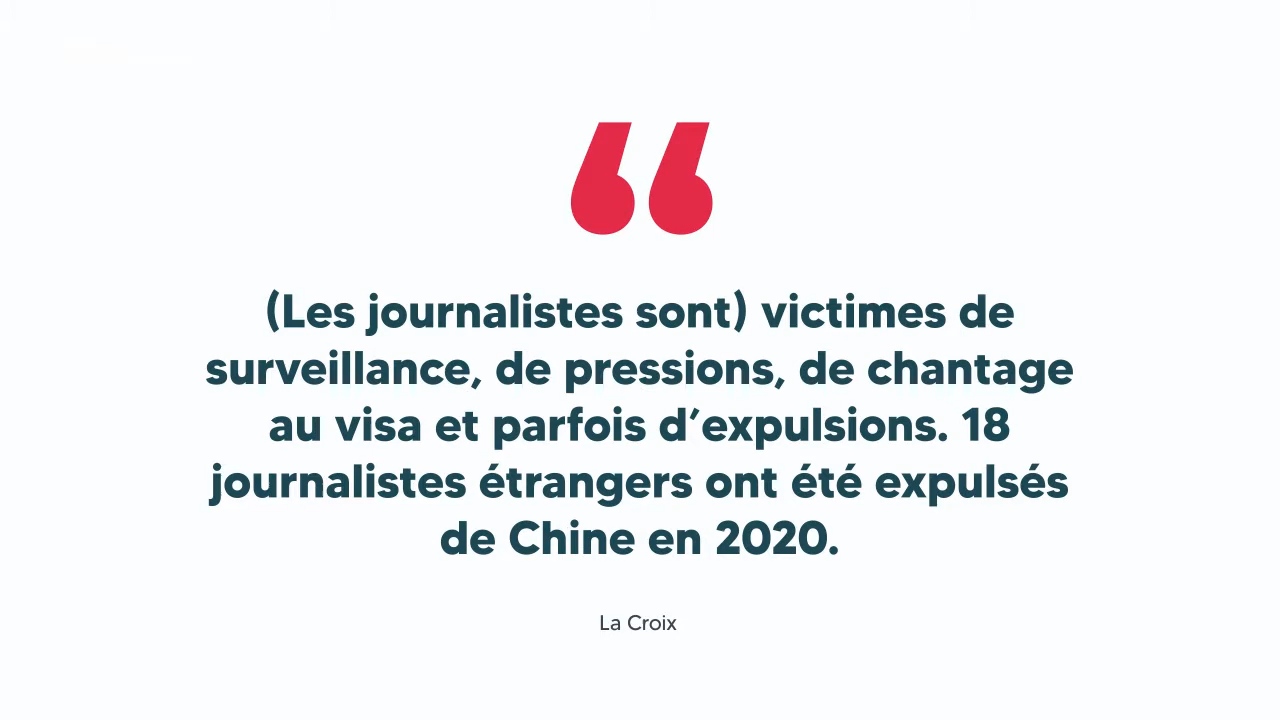 “
(Les journalistes sont) victimes de
surveillance, de pressions, de chantage
au visa et parfois d’expulsions. 18
journalistes étrangers ont été expulsés
de Chine en 2020.
La Croix